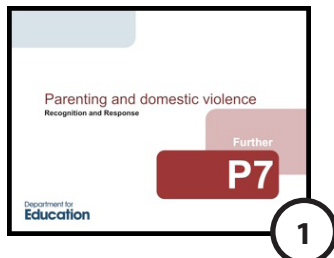 Parenting and domestic violence
Recognition and Response
Further
P7
Department for
Education
1